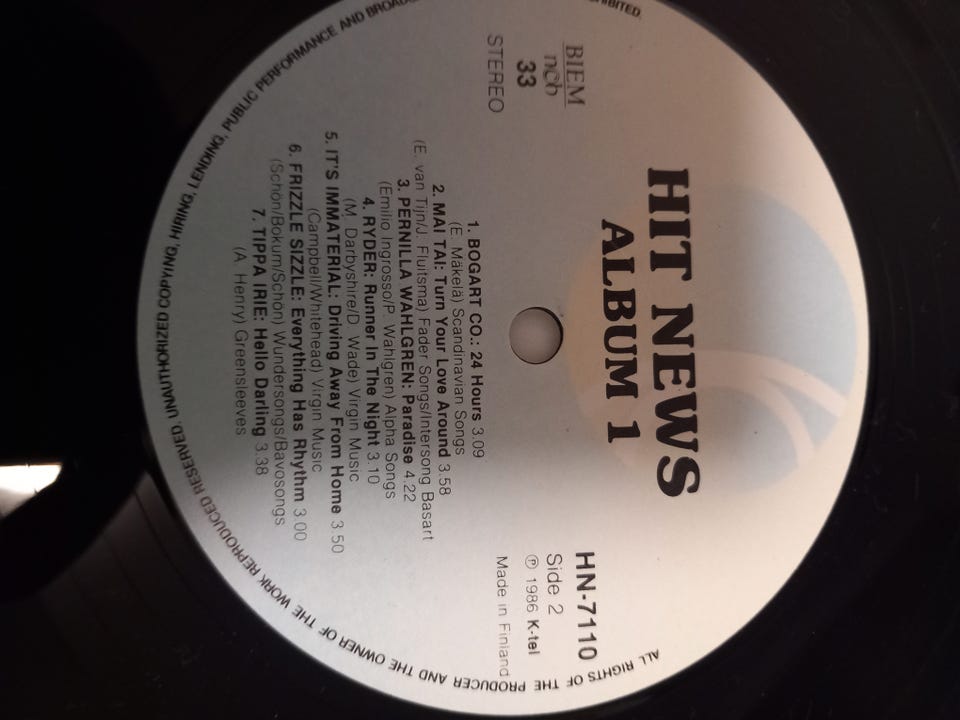 HIT NEWS
ALBUM 1
BIEM
ncb
33
STEREO
HN-7110
Side 2
℗ 1986 K-tel
Made in Finland
1. BOGART CO.: 24 Hours 3.09
(E. Mäkelä) Scandinavian Songs
2. MAI TAI: Turn Your Love Around 3.58
(E. van Tijn/J. Fluitsma) Fader Songs/Intersong Basart
3. PERNILLA WAHLGREN: Paradise 4.22
(Emilio Ingrosso/P. Wahlgren) Alpha Songs
4. RYDER: Runner In The Night 3.10
(M. Darbyshire/D. Wade) Virgin Music
5. IT'S IMMATERIAL: Driving Away From Home 3.50
(Campbell/Whitehead) Virgin Music
6. FRIZZLE SIZZLE: Everything Has Rhythm 3.00
(Schön/Bokum/Schön) Wundersongs/Bavosongs
7. TIPPA IRIE: Hello Darling 3.38
(A. Henry) Greensleeves
ALL RIGHTS OF THE PRODUCER AND THE OWNER OF THE WORK REPRODUCED RESERVED. UNAUTHORIZED COPYING, HIRING, LENDING, PUBLIC PERFORMANCE AND